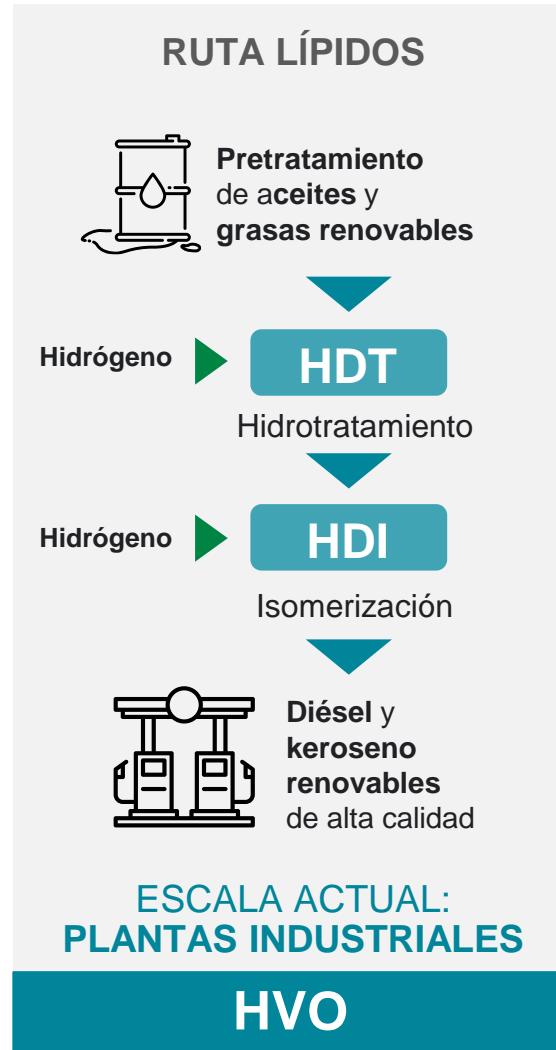 RUTA LÍPIDOS
Pretratamiento
de aceites y
grasas renovables
Hidrógeno
HDT
Hidrotratamiento
Hidrógeno
HDI
Isomerización
Diésel y
keroseno
renovables
de alta calidad
ESCALA ACTUAL:
PLANTAS INDUSTRIALES
HVO